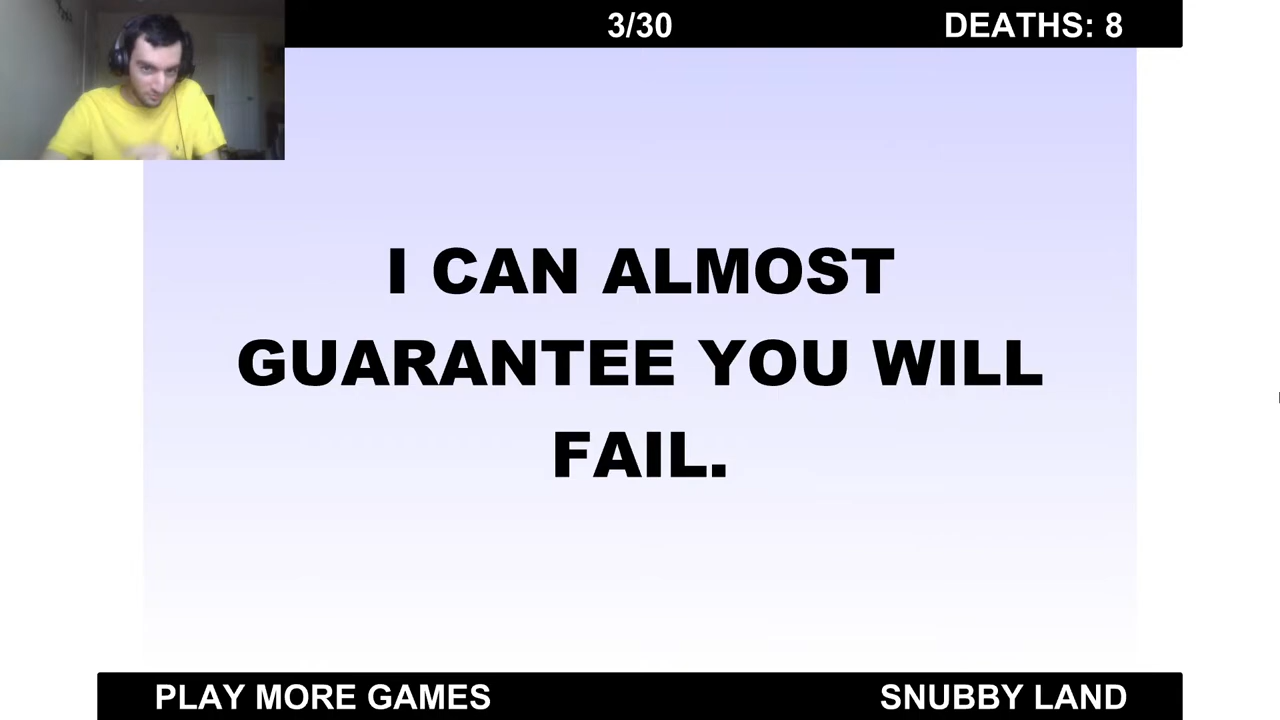 3/30
DEATHS: 8
I CAN ALMOST
GUARANTEE YOU WILL
FAIL.
PLAY MORE GAMES
SNUBBY LAND